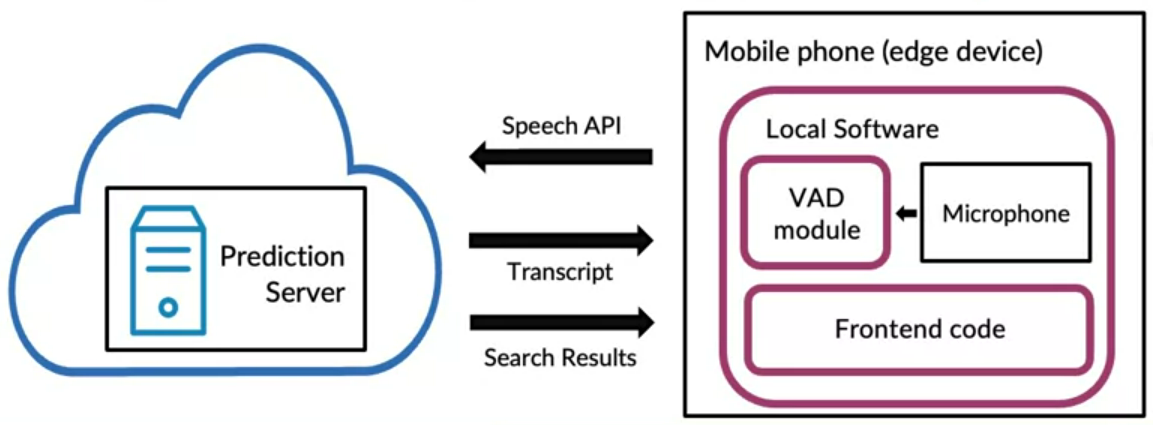 Mobile phone (edge device)
Speech API
Local Software
VAD
module
Microphone
Prediction
Server
Transcript
Frontend code
Search Results